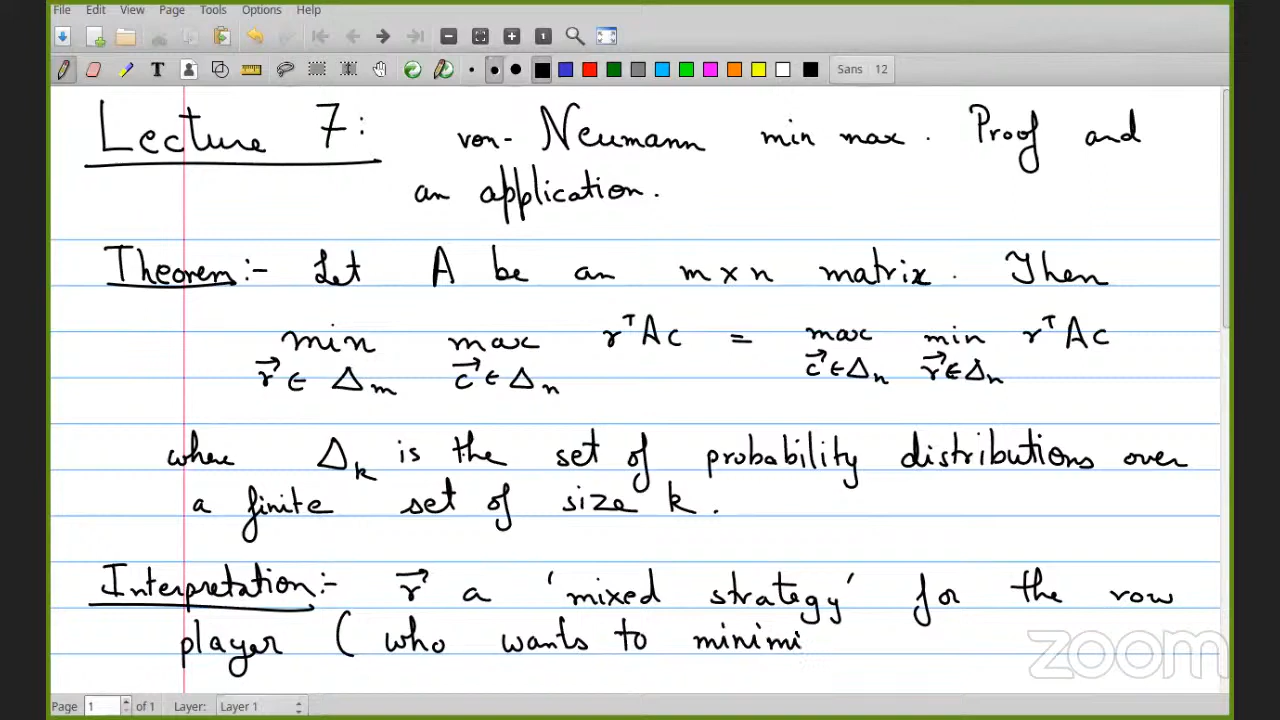 File Edit View Page Tools Options Help
Sans 12
Lecture 7: von-Neumann min max. Proof and
an application.
Theorem:- Let A be an m x n matrix. Then
min max r^T A c = max min r^T A c
r⃗ ∈ Δ_m c⃗ ∈ Δ_n c⃗ ∈ Δ_n r⃗ ∈ Δ_n
where Δ_k is the set of probability distributions over
a finite set of size k.
Interpretation:- r⃗ a 'mixed strategy' for the row
player ( who wants to minimi
zoom
Page 1 of 1 Layer: Layer 1